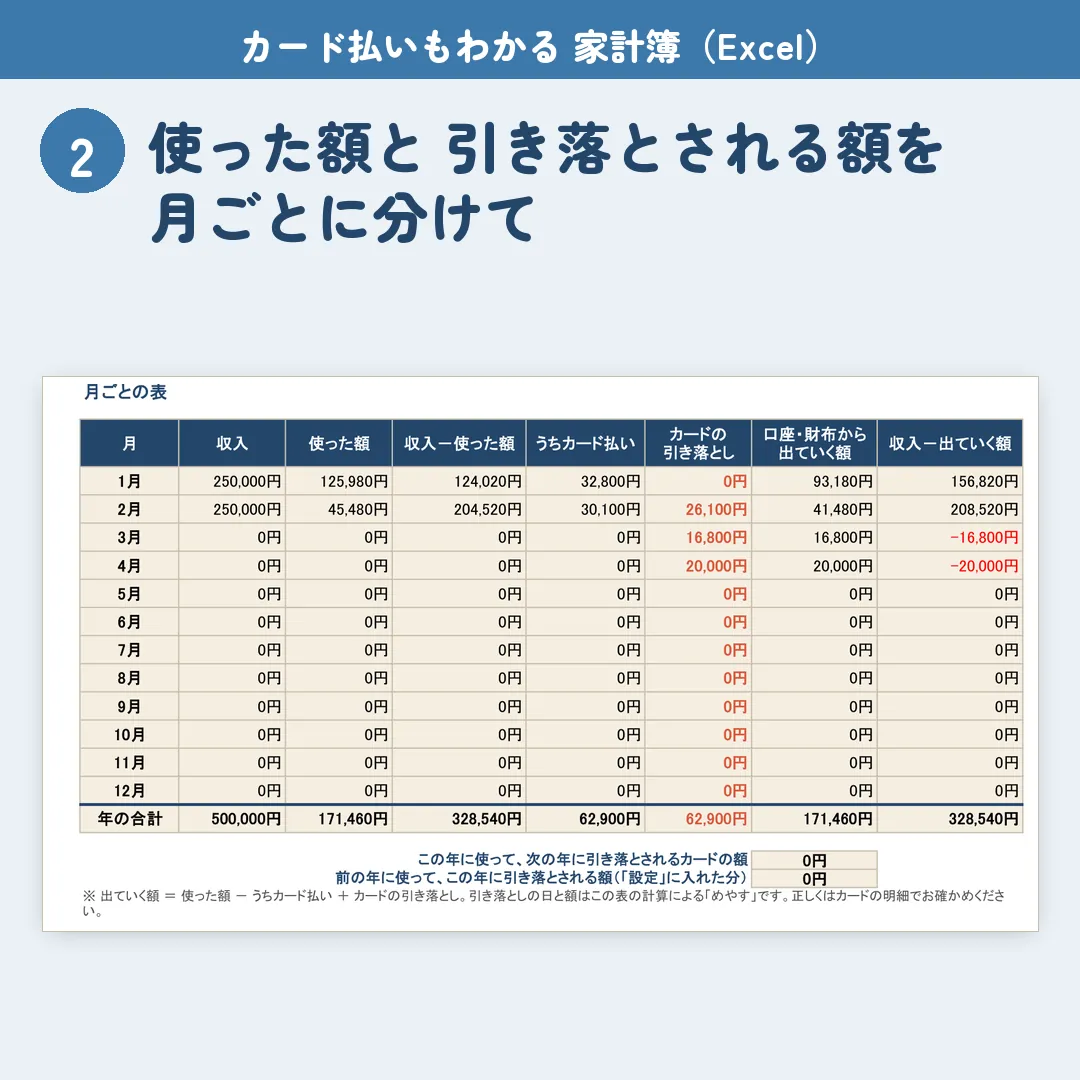 カード払いもわかる 家計簿（Excel）
2 使った額と 引き落とされる額を
月ごとに分けて
月ごとの表
月 収入 使った額 収入－使った額 うちカード払い カードの引き落とし 口座・財布から出ていく額 収入－出ていく額
1月 250,000円 125,980円 124,020円 32,800円 0円 93,180円 156,820円
2月 250,000円 45,480円 204,520円 30,100円 26,100円 41,480円 208,520円
3月 0円 0円 0円 0円 16,800円 16,800円 -16,800円
4月 0円 0円 0円 0円 20,000円 20,000円 -20,000円
5月 0円 0円 0円 0円 0円 0円 0円
6月 0円 0円 0円 0円 0円 0円 0円
7月 0円 0円 0円 0円 0円 0円 0円
8月 0円 0円 0円 0円 0円 0円 0円
9月 0円 0円 0円 0円 0円 0円 0円
10月 0円 0円 0円 0円 0円 0円 0円
11月 0円 0円 0円 0円 0円 0円 0円
12月 0円 0円 0円 0円 0円 0円 0円
年の合計 500,000円 171,460円 328,540円 62,900円 62,900円 171,460円 328,540円
この年に使って、次の年に引き落とされるカードの額 0円
前の年に使って、この年に引き落とされる額（「設定」に入れた分） 0円
※ 出ていく額 ＝ 使った額 － うちカード払い ＋ カードの引き落とし。引き落としの日と額はこの表の計算による「めやす」です。正しくはカードの明細でお確かめくださ
い。